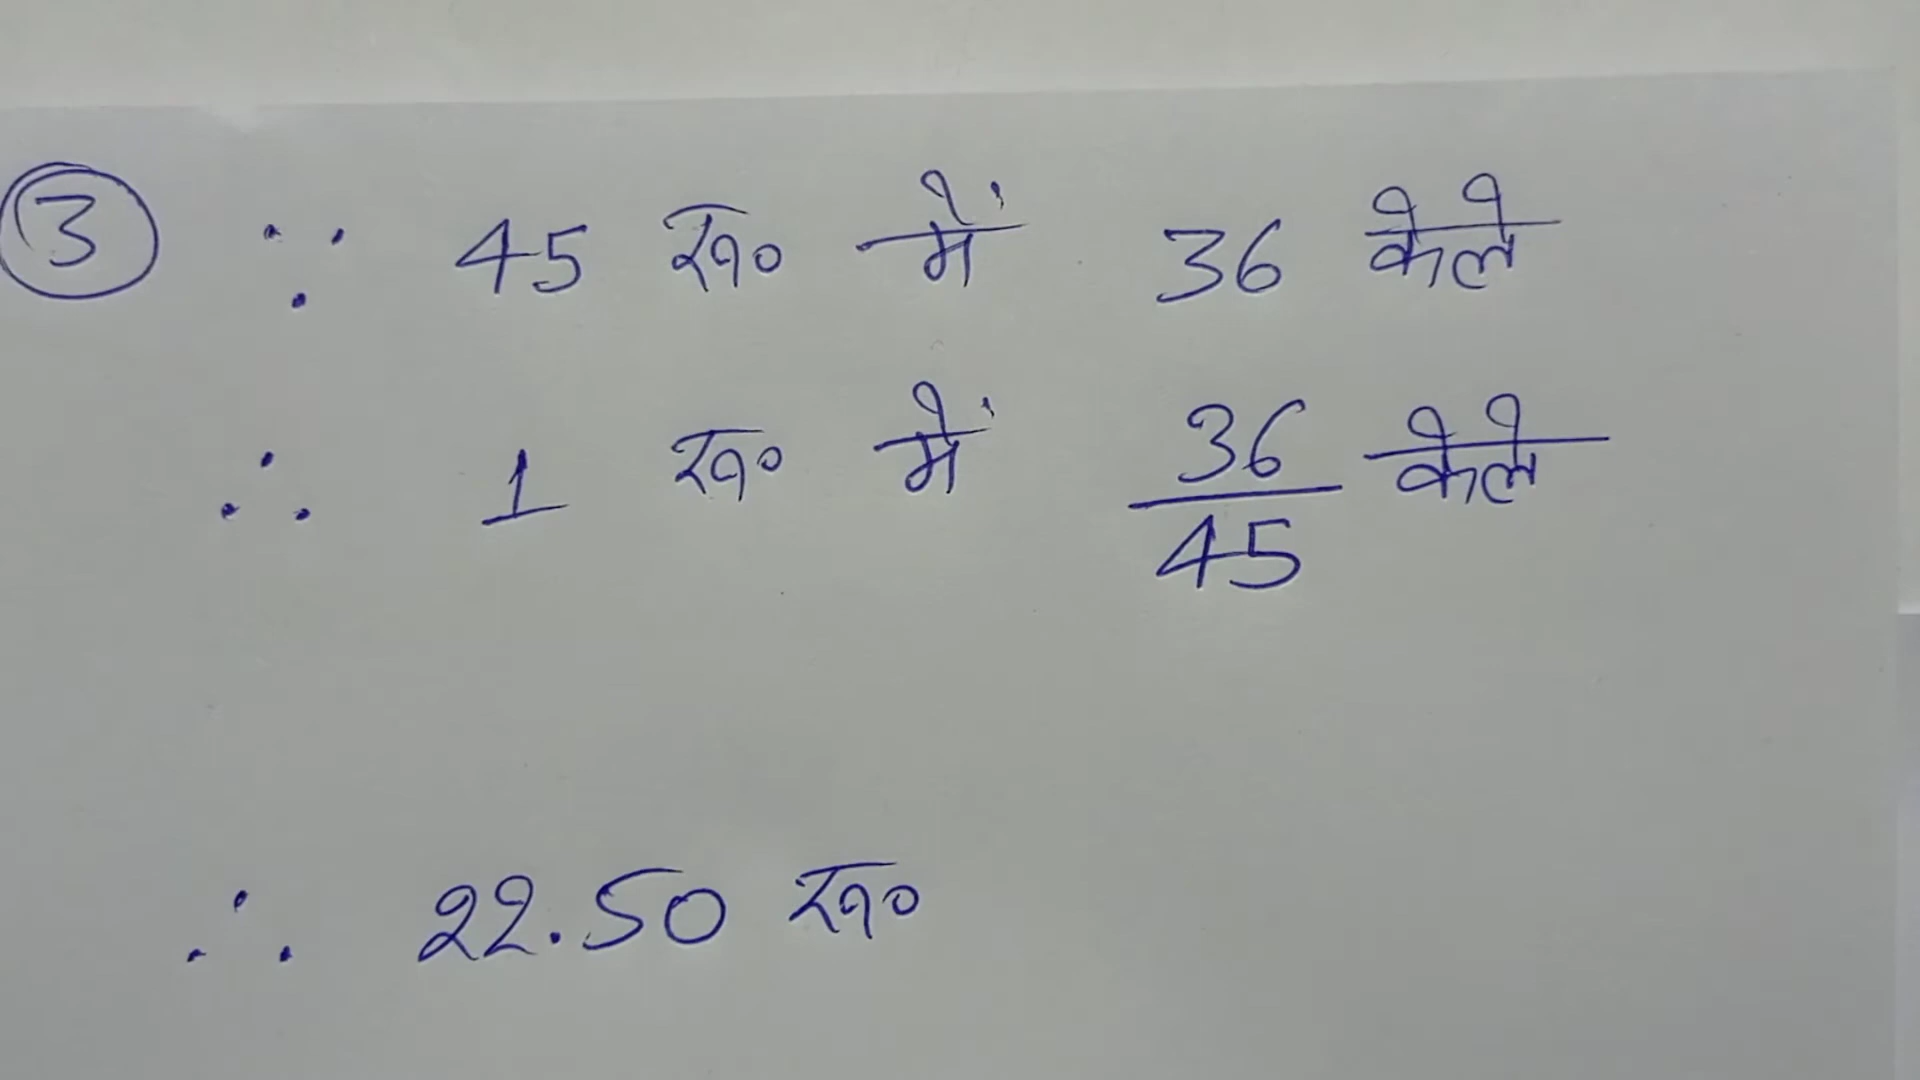 3 ∵ 45 रु० में 36 केले
∴ 1 रु० में 36/45 केले
∴ 22.50 रु०